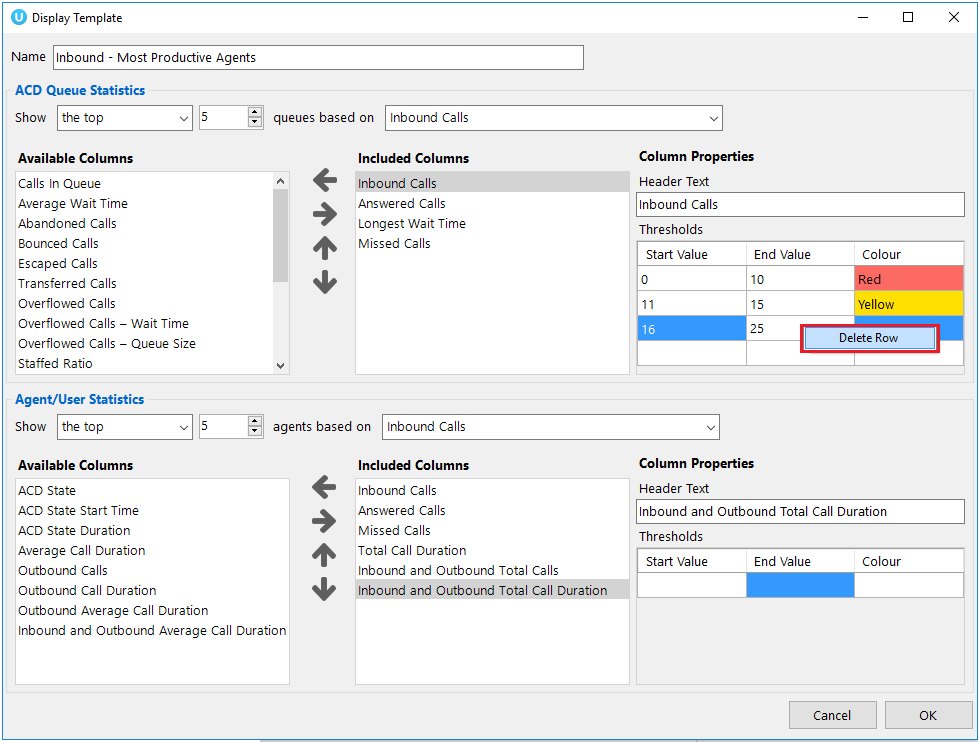 U Display Template
Name Inbound - Most Productive Agents
ACD Queue Statistics
Show the top 5 queues based on Inbound Calls
Available Columns
Calls In Queue
Average Wait Time
Abandoned Calls
Bounced Calls
Escaped Calls
Transferred Calls
Overflowed Calls
Overflowed Calls – Wait Time
Overflowed Calls – Queue Size
Staffed Ratio
Included Columns
Inbound Calls
Answered Calls
Longest Wait Time
Missed Calls
Column Properties
Header Text
Inbound Calls
Thresholds
Start Value End Value Colour
0 10 Red
11 15 Yellow
16 25
Delete Row
Agent/User Statistics
Show the top 5 agents based on Inbound Calls
Available Columns
ACD State
ACD State Start Time
ACD State Duration
Average Call Duration
Outbound Calls
Outbound Call Duration
Outbound Average Call Duration
Inbound and Outbound Average Call Duration
Included Columns
Inbound Calls
Answered Calls
Missed Calls
Total Call Duration
Inbound and Outbound Total Calls
Inbound and Outbound Total Call Duration
Column Properties
Header Text
Inbound and Outbound Total Call Duration
Thresholds
Start Value End Value Colour
Cancel OK